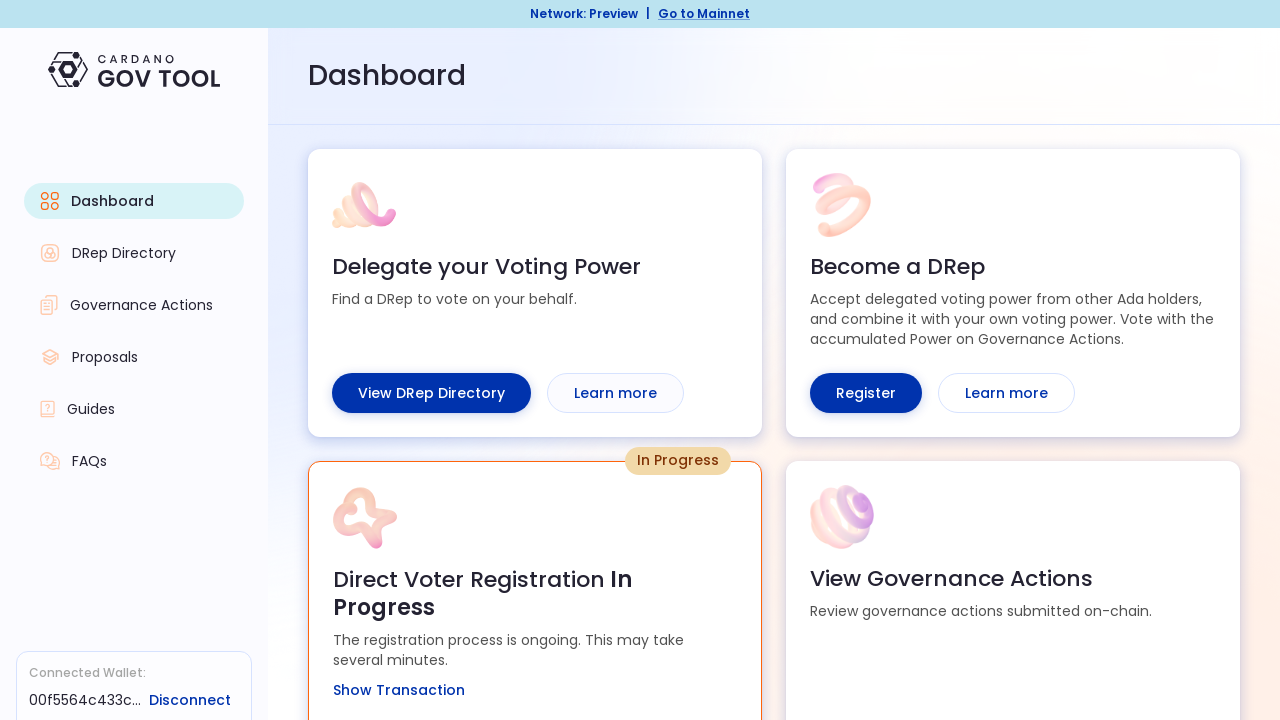 Network: Preview | Go to Mainnet
CARDANO
GOV TOOL
Dashboard
DRep Directory
Governance Actions
Proposals
Guides
FAQs
Connected Wallet:
00f5564c433c... Disconnect
Dashboard
Delegate your Voting Power
Find a DRep to vote on your behalf.
View DRep Directory Learn more
Become a DRep
Accept delegated voting power from other Ada holders,
and combine it with your own voting power. Vote with the
accumulated Power on Governance Actions.
Register Learn more
In Progress
Direct Voter Registration In
Progress
The registration process is ongoing. This may take
several minutes.
Show Transaction
View Governance Actions
Review governance actions submitted on-chain.